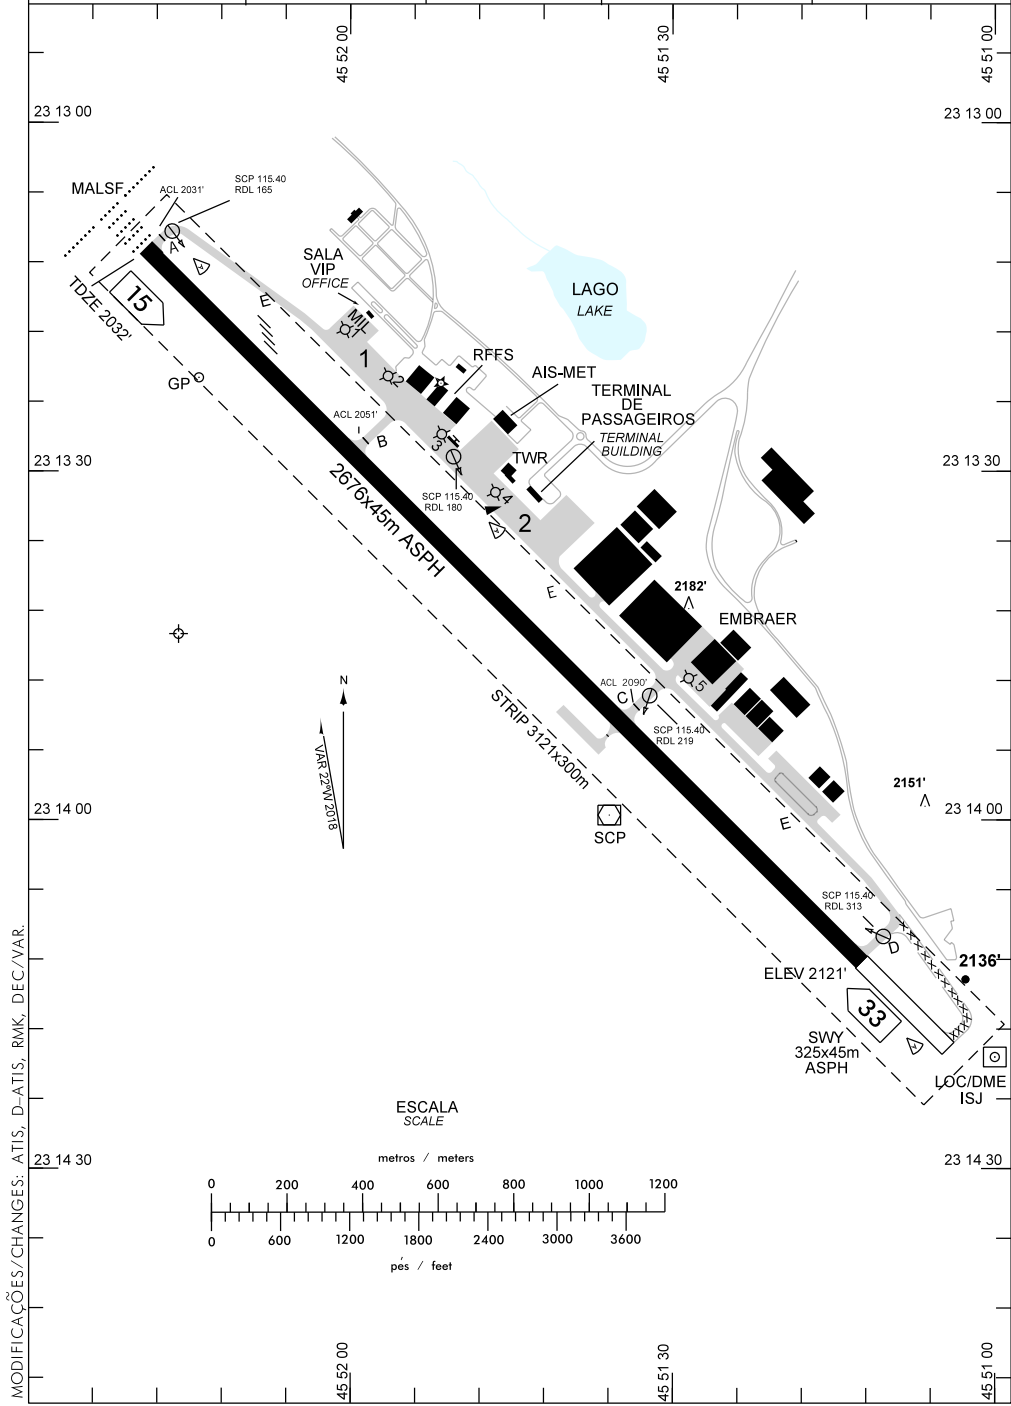 45 52 00
45 51 30
45 51 00
23 13 00
23 13 00
MALSF
ACL 2031'
SCP 115.40
RDL 165
A
TDZE 2032'
15
E
SALA
VIP
OFFICE
MIL
1
1
2
GP
LAGO
LAKE
RFFS
AIS-MET
TERMINAL
DE
PASSAGEIROS
TERMINAL
BUILDING
ACL 2051'
B
3
TWR
23 13 30
23 13 30
SCP 115.40
RDL 180
4
2
2676x45m ASPH
E
2182'
EMBRAER
5
N
VAR 22°W 2018
ACL 2090'
C
SCP 115.40
RDL 219
STRIP 3121x300m
SCP
2151'
23 14 00
23 14 00
E
SCP 115.40
RDL 313
D
2136'
ELEV 2121'
33
SWY
325x45m
ASPH
LOC/DME
ISJ
ESCALA
SCALE
metros / meters
0 200 400 600 800 1000 1200
0 600 1200 1800 2400 3000 3600
pés / feet
23 14 30
23 14 30
45 52 00
45 51 30
45 51 00
MODIFICAÇÕES/CHANGES: ATIS, D-ATIS, RMK, DEC/VAR.